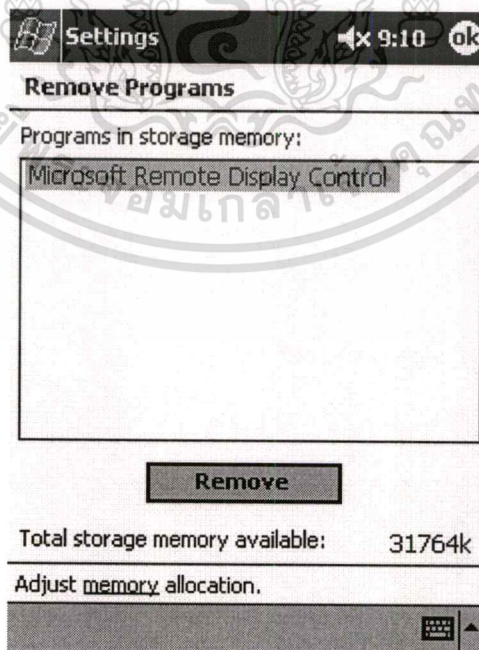 Settings
9:10 ok
Remove Programs
Programs in storage memory:
Microsoft Remote Display Control
Remove
Total storage memory available: 31764k
Adjust memory allocation.